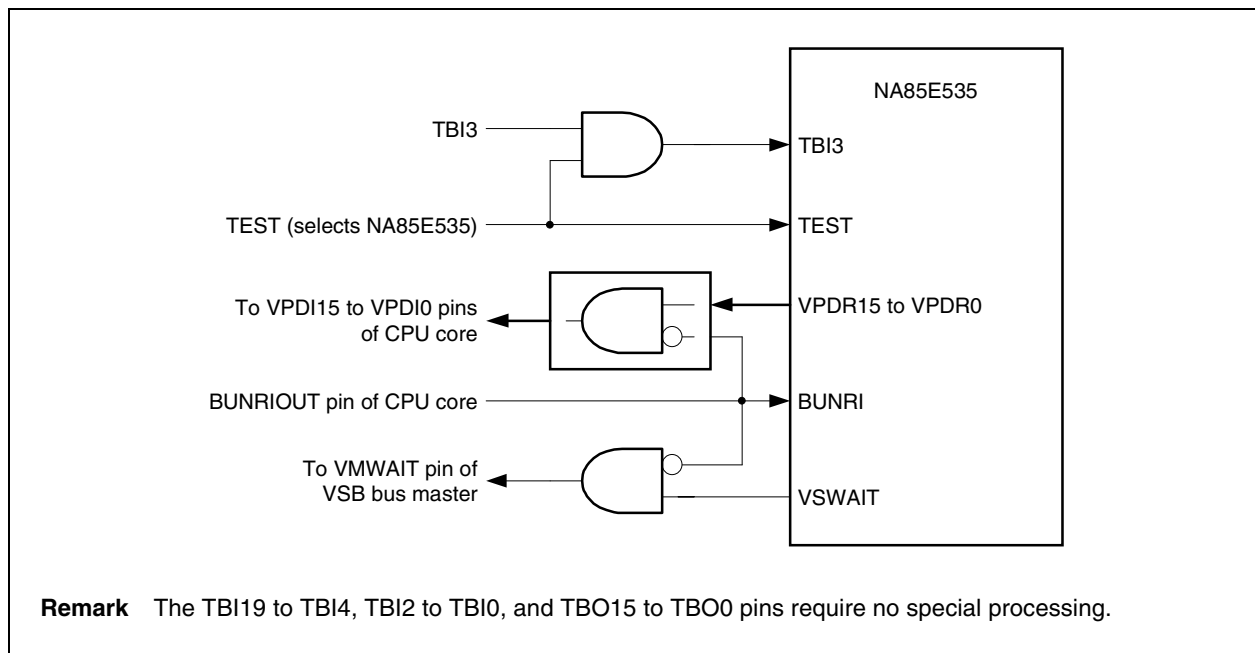 NA85E535
TBI3
TBI3
TEST (selects NA85E535)
TEST
To VPDI15 to VPDI0 pins
of CPU core
VPDR15 to VPDR0
BUNRIOUT pin of CPU core
BUNRI
To VMWAIT pin of
VSB bus master
VSWAIT
Remark The TBI19 to TBI4, TBI2 to TBI0, and TBO15 to TBO0 pins require no special processing.